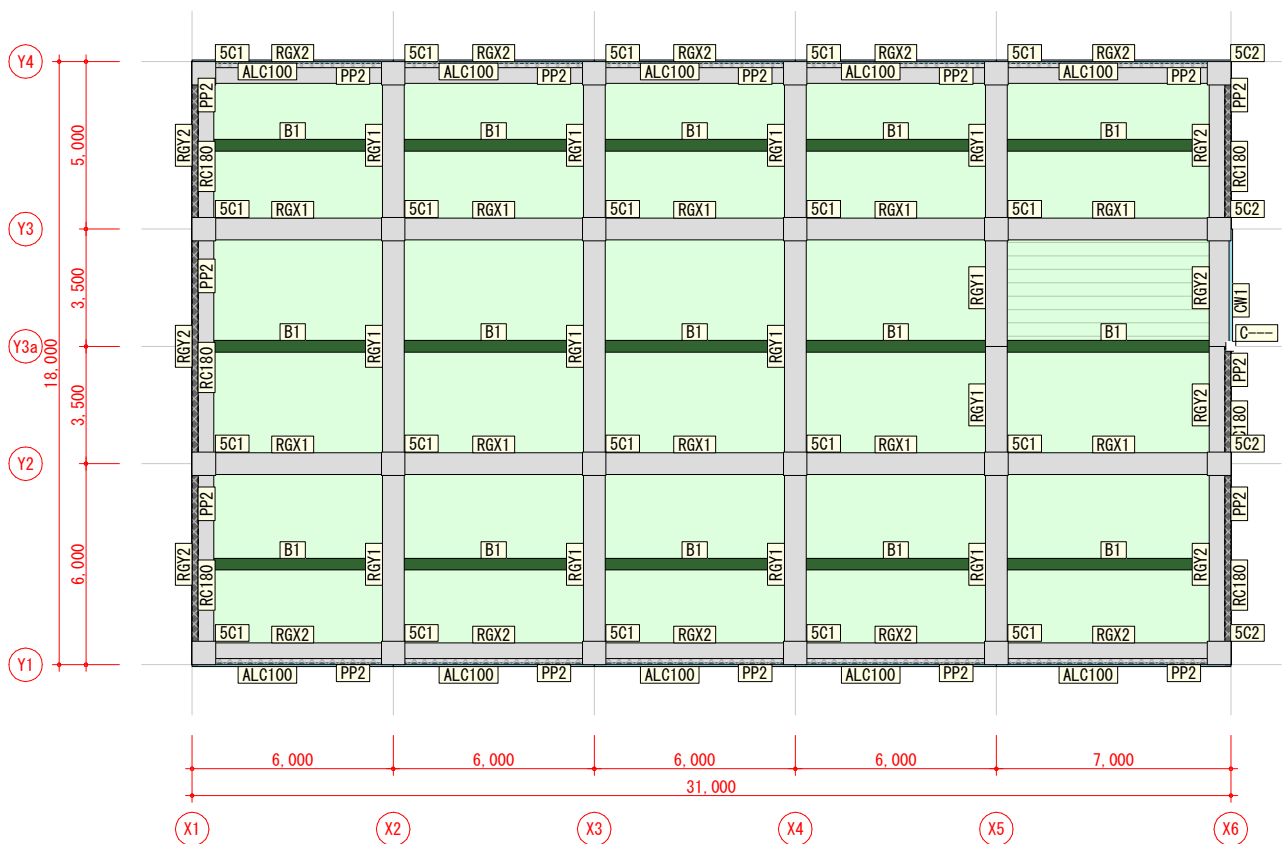 5C1 RGX2 5C1 RGX2 5C1 RGX2 5C1 RGX2 5C1 RGX2 5C2
Y4
ALC100 PP2 ALC100 PP2 ALC100 PP2 ALC100 PP2 ALC100 PP2
PP2 PP2
B1 B1 B1 B1 B1
RGY2 RGY1 RGY1 RGY1 RGY1 RGY2
5,000
RC180 RC180
5C1 RGX1 5C1 RGX1 5C1 RGX1 5C1 RGX1 5C1 RGX1 5C2
Y3
PP2
3,500
RGY1 RGY2
CW1
B1 B1 B1 B1 B1 C---
Y3a
RGY2 RGY1 RGY1 RGY1
18,000
RC180 PP2
3,500
RGY1 RGY2
C180
5C1 RGX1 5C1 RGX1 5C1 RGX1 5C1 RGX1 5C1 RGX1 5C2
Y2
PP2 PP2
B1 B1 B1 B1 B1
6,000
RGY2 RGY1 RGY1 RGY1 RGY1 RGY2
RC180 RC180
5C1 RGX2 5C1 RGX2 5C1 RGX2 5C1 RGX2 5C1 RGX2 5C2
Y1
ALC100 PP2 ALC100 PP2 ALC100 PP2 ALC100 PP2 ALC100 PP2
6,000 6,000 6,000 6,000 7,000
31,000
X1 X2 X3 X4 X5 X6